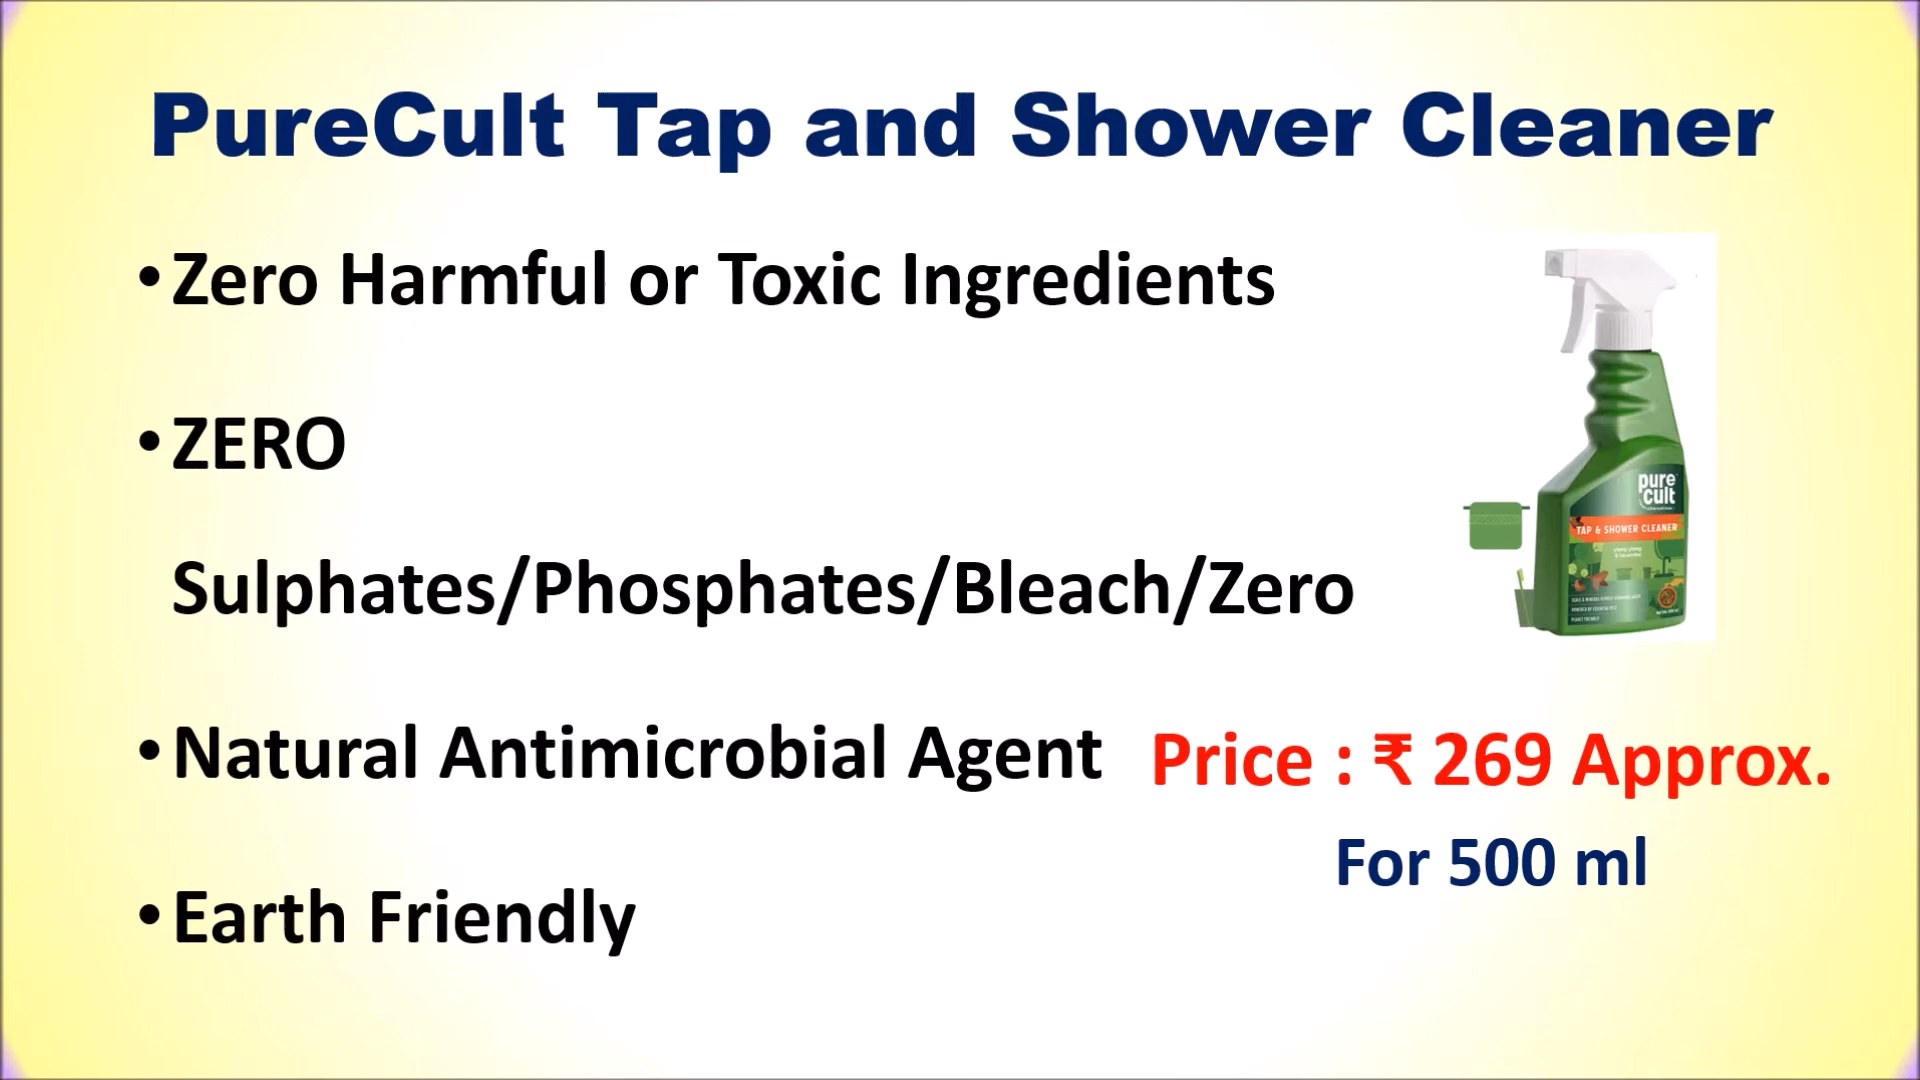 PureCult Tap and Shower Cleaner
• Zero Harmful or Toxic Ingredients
• ZERO
Sulphates/Phosphates/Bleach/Zero
• Natural Antimicrobial Agent
• Earth Friendly
pure
cult
TAP & SHOWER CLEANER
Price : ₹ 269 Approx.
For 500 ml